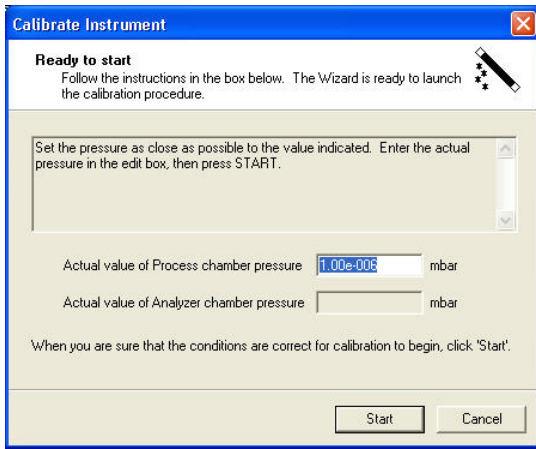 Calibrate Instrument
Ready to start
Follow the instructions in the box below. The Wizard is ready to launch
the calibration procedure.
Set the pressure as close as possible to the value indicated. Enter the actual
pressure in the edit box, then press START.
Actual value of Process chamber pressure 1.00e-006 mbar
Actual value of Analyzer chamber pressure mbar
When you are sure that the conditions are correct for calibration to begin, click 'Start'.
Start Cancel